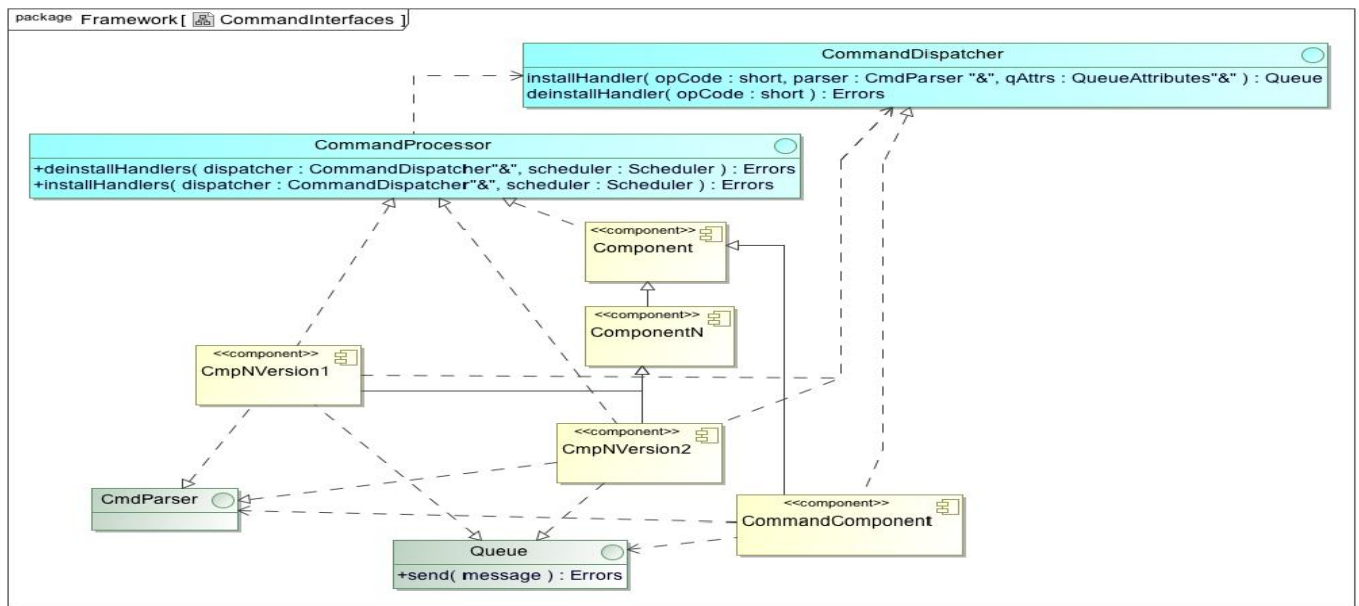 package Framework [ CommandInterfaces ]
CommandDispatcher
installHandler( opCode : short, parser : CmdParser "&", qAttrs : QueueAttributes"&" ) : Queue
deinstallHandler( opCode : short ) : Errors
CommandProcessor
+deinstallHandlers( dispatcher : CommandDispatcher"&", scheduler : Scheduler ) : Errors
+installHandlers( dispatcher : CommandDispatcher"&", scheduler : Scheduler ) : Errors
<<component>>
Component
<<component>>
ComponentN
<<component>>
CmpNVersion1
<<component>>
CmpNVersion2
CmdParser
<<component>>
CommandComponent
Queue
+send( message ) : Errors